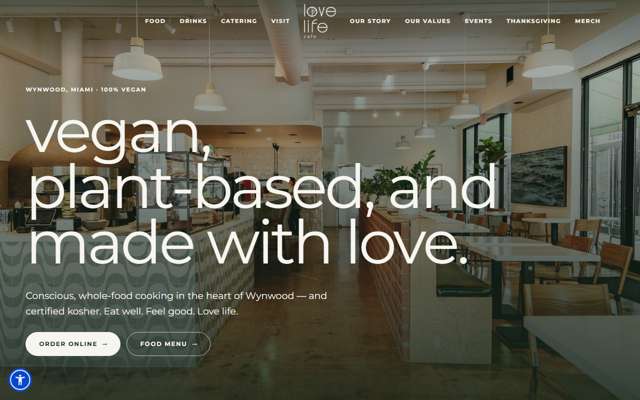 FOOD DRINKS CATERING VISIT
love
life
cafe
OUR STORY OUR VALUES EVENTS THANKSGIVING MERCH
WYNWOOD, MIAMI · 100% VEGAN
vegan,
plant-based, and
made with love.
Conscious, whole-food cooking in the heart of Wynwood — and
certified kosher. Eat well. Feel good. Love life.
ORDER ONLINE →
FOOD MENU →